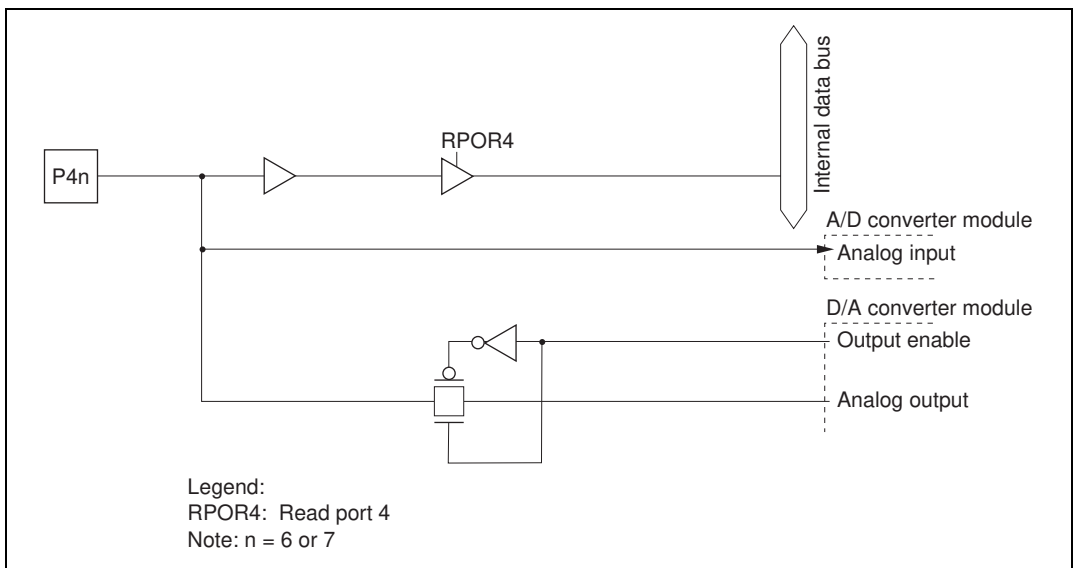 RPOR4
P4n
Internal data bus
A/D converter module
Analog input
D/A converter module
Output enable
Analog output
Legend:
RPOR4: Read port 4
Note: n = 6 or 7